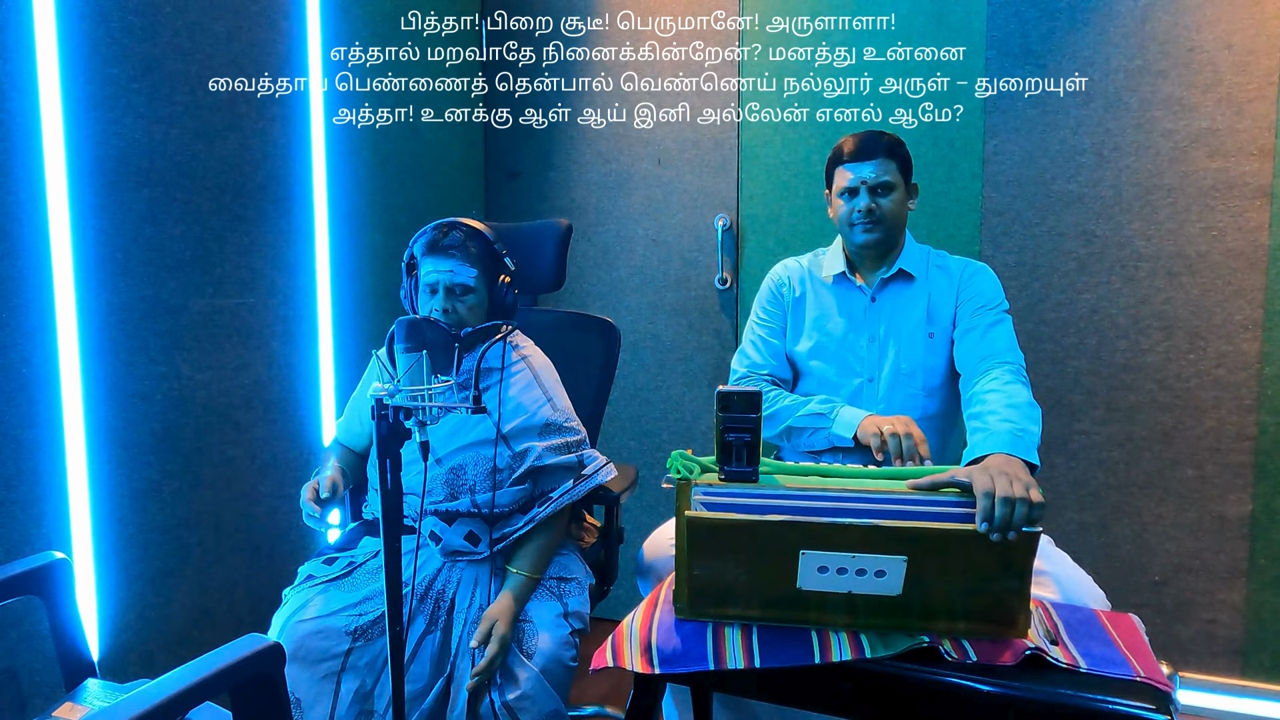 பித்தா! பிறை சூடீ! பெருமானே! அருளாளா!
எத்தால் மறவாதே நினைக்கின்றேன்? மனத்து உன்னை
வைத்தாய் பெண்ணைத் தென்பால் வெண்ணெய் நல்லூர் அருள் – துறையுள்
அத்தா! உனக்கு ஆள் ஆய் இனி அல்லேன் எனல் ஆமே?